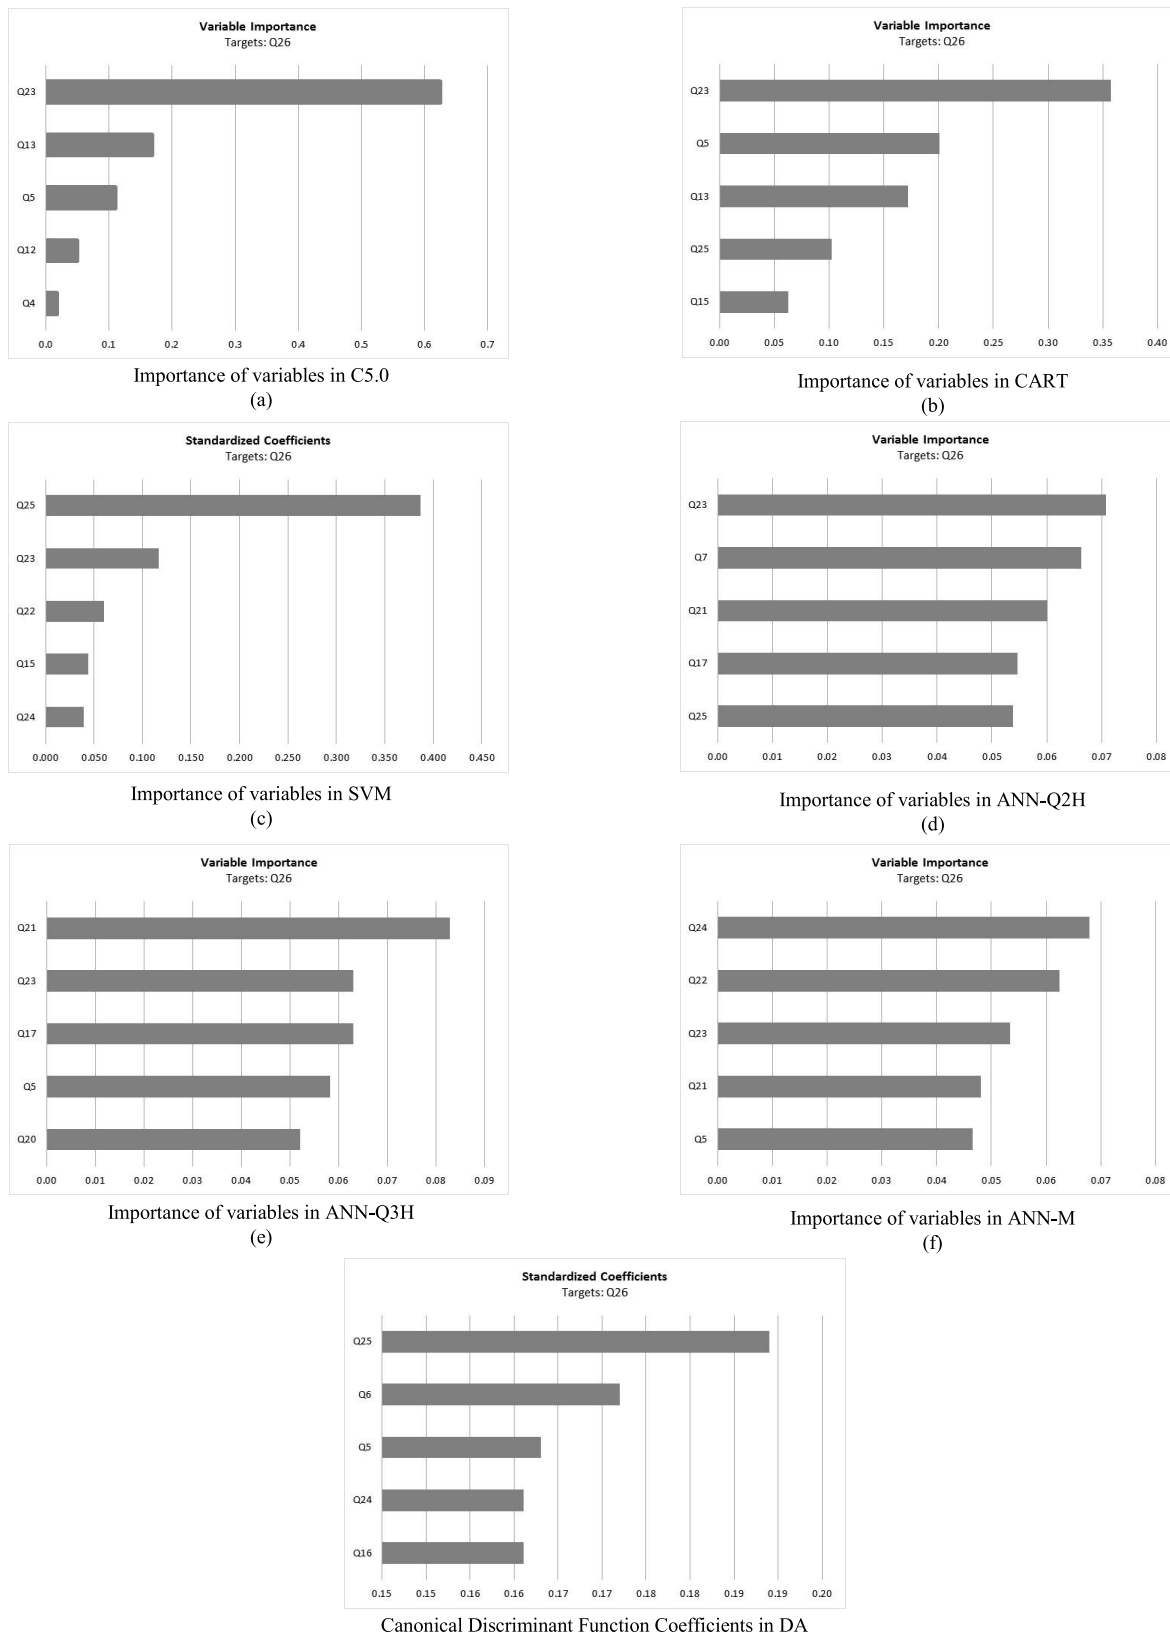 Variable Importance
Targets: Q26
Q23
Q13
Q5
Q12
Q4
0.0 0.1 0.2 0.3 0.4 0.5 0.6 0.7
Importance of variables in C5.0
(a)
Variable Importance
Targets: Q26
Q23
Q5
Q13
Q25
Q15
0.00 0.05 0.10 0.15 0.20 0.25 0.30 0.35 0.40
Importance of variables in CART
(b)
Standardized Coefficients
Targets: Q26
Q25
Q23
Q22
Q15
Q24
0.000 0.050 0.100 0.150 0.200 0.250 0.300 0.350 0.400 0.450
Importance of variables in SVM
(c)
Variable Importance
Targets: Q26
Q23
Q7
Q21
Q17
Q25
0.00 0.01 0.02 0.03 0.04 0.05 0.06 0.07 0.08
Importance of variables in ANN-Q2H
(d)
Variable Importance
Targets: Q26
Q21
Q23
Q17
Q5
Q20
0.00 0.01 0.02 0.03 0.04 0.05 0.06 0.07 0.08 0.09
Importance of variables in ANN-Q3H
(e)
Variable Importance
Targets: Q26
Q24
Q22
Q23
Q21
Q5
0.00 0.01 0.02 0.03 0.04 0.05 0.06 0.07 0.08
Importance of variables in ANN-M
(f)
Standardized Coefficients
Targets: Q26
Q25
Q6
Q5
Q24
Q16
0.15 0.15 0.16 0.16 0.17 0.17 0.18 0.18 0.19 0.19 0.20
Canonical Discriminant Function Coefficients in DA